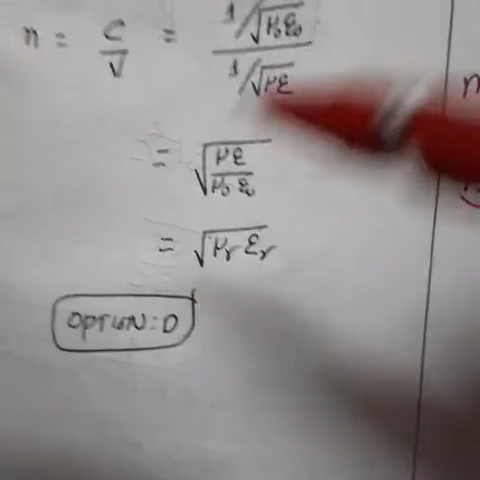 n = c/v = 1/√μ₀ε₀ / 1/√με
n
= √με/μ₀ε₀
= √μᵣεᵣ
OPTION:D